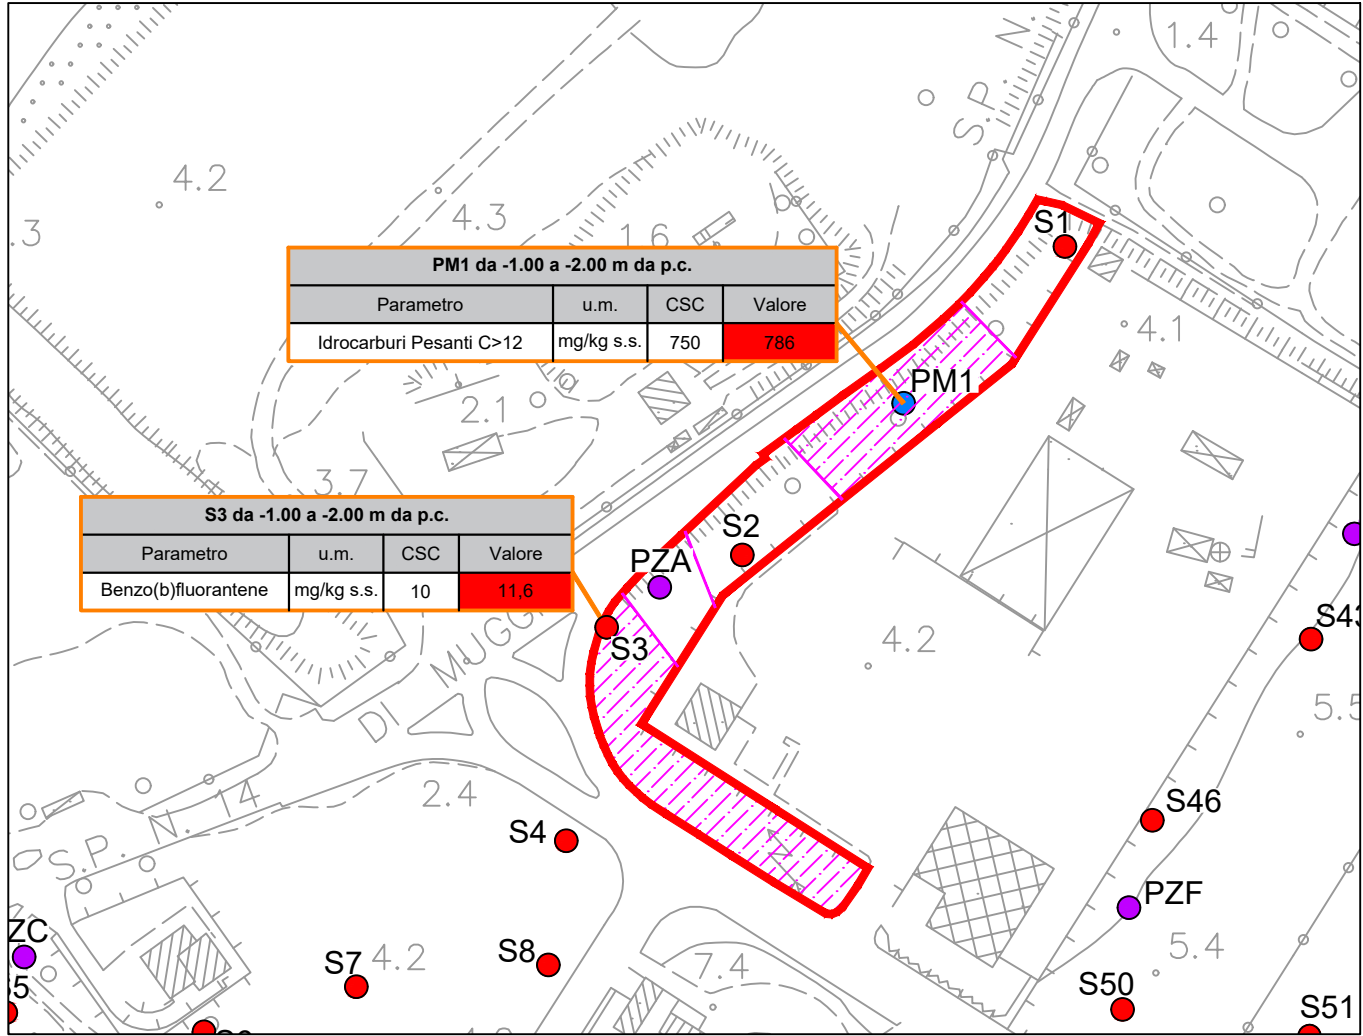 1.4
S.P. N.
4.2
4.3
.3
1.6
S1
PM1 da -1.00 a -2.00 m da p.c.
Parametro u.m. CSC Valore
Idrocarburi Pesanti C>12 mg/kg s.s. 750 786
4.1
PM1
2.1
3.7
S3 da -1.00 a -2.00 m da p.c.
Parametro u.m. CSC Valore
Benzo(b)fluorantene mg/kg s.s. 10 11,6
S2
PZA
S3
4.2
S43
DI MUGGI
5.5
2.4
S.P. N. 14
S4
S46
PZF
ZC
S7
4.2
S8
7.4
5.4
S50
S51